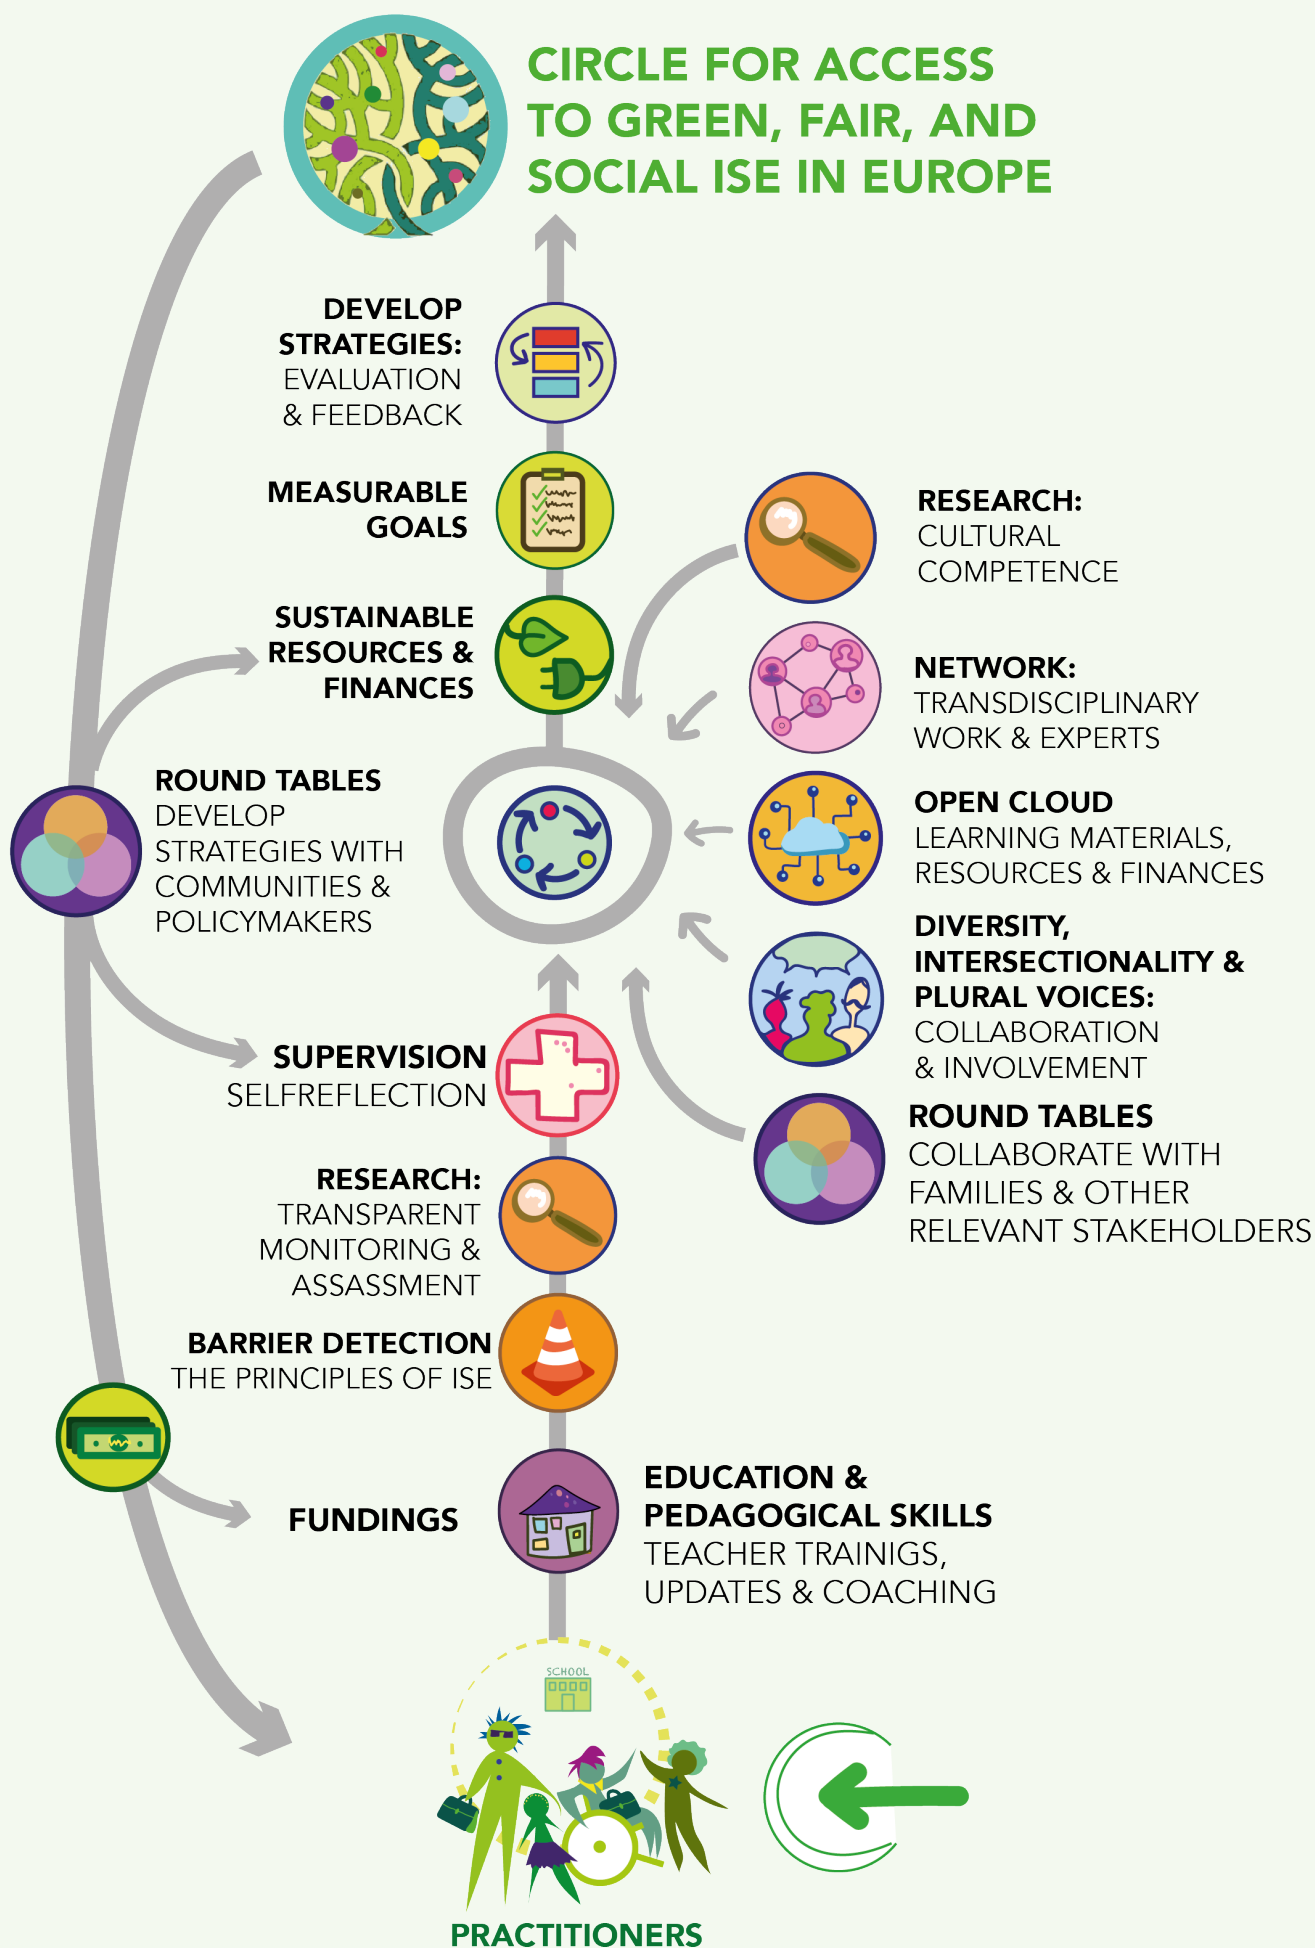 CIRCLE FOR ACCESS
TO GREEN, FAIR, AND
SOCIAL ISE IN EUROPE
DEVELOP
STRATEGIES:
EVALUATION
& FEEDBACK
MEASURABLE
GOALS
SUSTAINABLE
RESOURCES &
FINANCES
RESEARCH:
CULTURAL
COMPETENCE
NETWORK:
TRANSDISCIPLINARY
WORK & EXPERTS
ROUND TABLES
DEVELOP
STRATEGIES WITH
COMMUNITIES &
POLICYMAKERS
OPEN CLOUD
LEARNING MATERIALS,
RESOURCES & FINANCES
DIVERSITY,
INTERSECTIONALITY &
PLURAL VOICES:
COLLABORATION
& INVOLVEMENT
SUPERVISION
SELFREFLECTION
ROUND TABLES
COLLABORATE WITH
FAMILIES & OTHER
RELEVANT STAKEHOLDERS
RESEARCH:
TRANSPARENT
MONITORING &
ASSASSMENT
BARRIER DETECTION
THE PRINCIPLES OF ISE
FUNDINGS
EDUCATION &
PEDAGOGICAL SKILLS
TEACHER TRAINIGS,
UPDATES & COACHING
SCHOOL
PRACTITIONERS